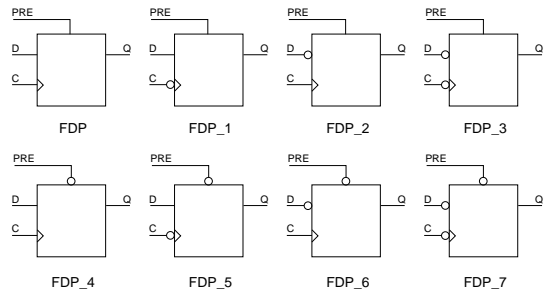 PRE PRE PRE PRE
D Q D Q D Q D Q
C C C C
FDP FDP_1 FDP_2 FDP_3
PRE PRE PRE PRE
D Q D Q D Q D Q
C C C C
FDP_4 FDP_5 FDP_6 FDP_7